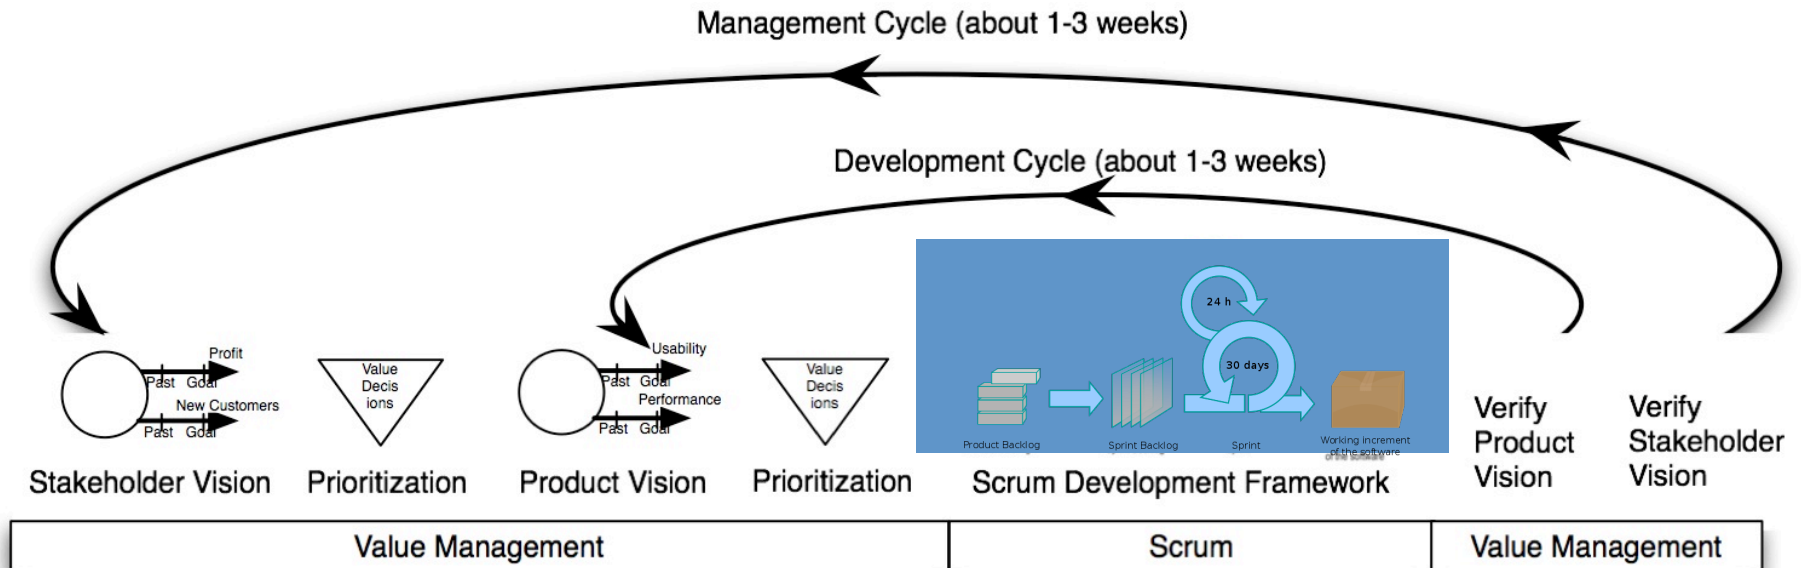 Management Cycle (about 1-3 weeks)
Development Cycle (about 1-3 weeks)
Profit
Past Goal
New Customers
Past Goal
Value
Decis
ions
Usability
Past Goal
Performance
Past Goal
Value
Decis
ions
24 h
30 days
Product Backlog
Sprint Backlog
Sprint
Working increment
of the software
of the software
Verify
Product
Vision
Verify
Stakeholder
Vision
Stakeholder Vision
Prioritization
Product Vision
Prioritization
Scrum Development Framework
Value Management
Scrum
Value Management